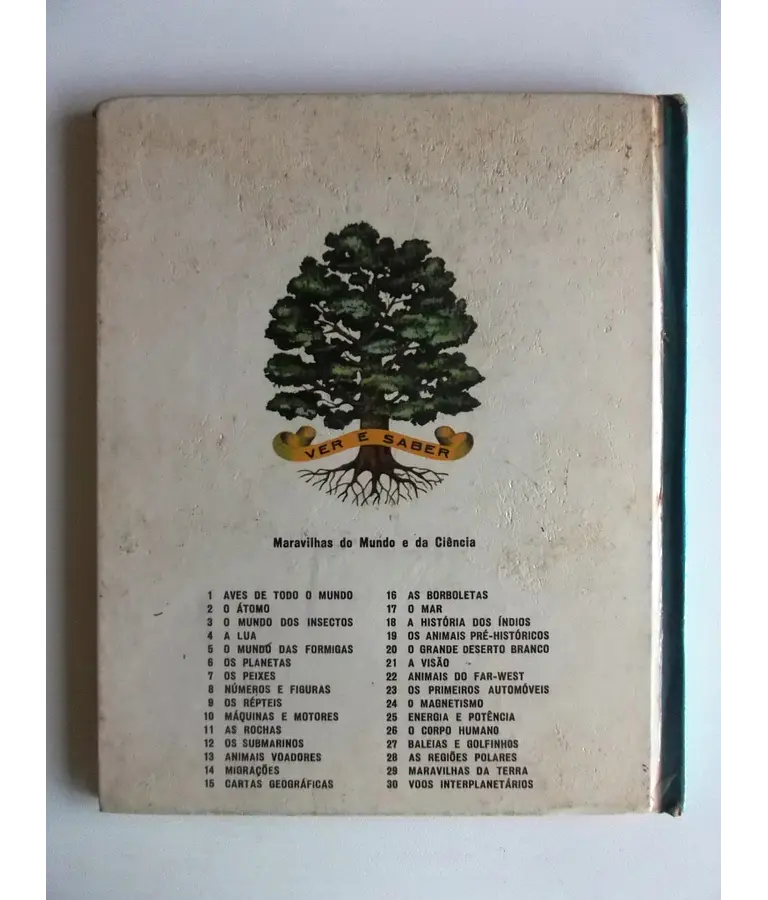 VER E SABER
Maravilhas do Mundo e da Ciência
1 AVES DE TODO O MUNDO
2 O ÁTOMO
3 O MUNDO DOS INSECTOS
4 A LUA
5 O MUNDO DAS FORMIGAS
6 OS PLANETAS
7 OS PEIXES
8 NÚMEROS E FIGURAS
9 OS RÉPTEIS
10 MÁQUINAS E MOTORES
11 AS ROCHAS
12 OS SUBMARINOS
13 ANIMAIS VOADORES
14 MIGRAÇÕES
15 CARTAS GEOGRÁFICAS
16 AS BORBOLETAS
17 O MAR
18 A HISTÓRIA DOS ÍNDIOS
19 OS ANIMAIS PRÉ-HISTÓRICOS
20 O GRANDE DESERTO BRANCO
21 A VISÃO
22 ANIMAIS DO FAR-WEST
23 OS PRIMEIROS AUTOMÓVEIS
24 O MAGNETISMO
25 ENERGIA E POTÊNCIA
26 O CORPO HUMANO
27 BALEIAS E GOLFINHOS
28 AS REGIÕES POLARES
29 MARAVILHAS DA TERRA
30 VOOS INTERPLANETÁRIOS